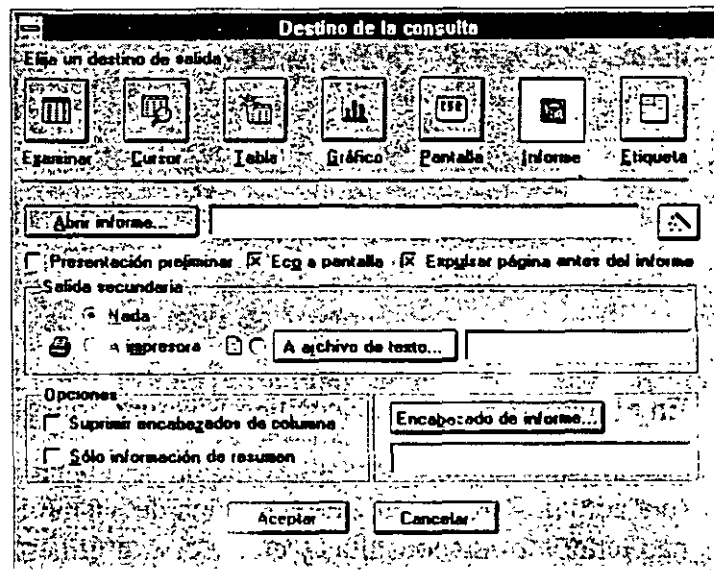 Destino de la consulta
Elija un destino de salida
Examinar Cursor Tabla Gráfico Pantalla Informe Etiqueta
Abrir informe...
Presentación preliminar Eco a pantalla Expulsar página antes del informe
Salida secundaria
Nada
A impresora A archivo de texto...
Opciones
Suprimir encabezados de columna
Encabezado de informe...
Sólo información de resumen
Aceptar Cancelar